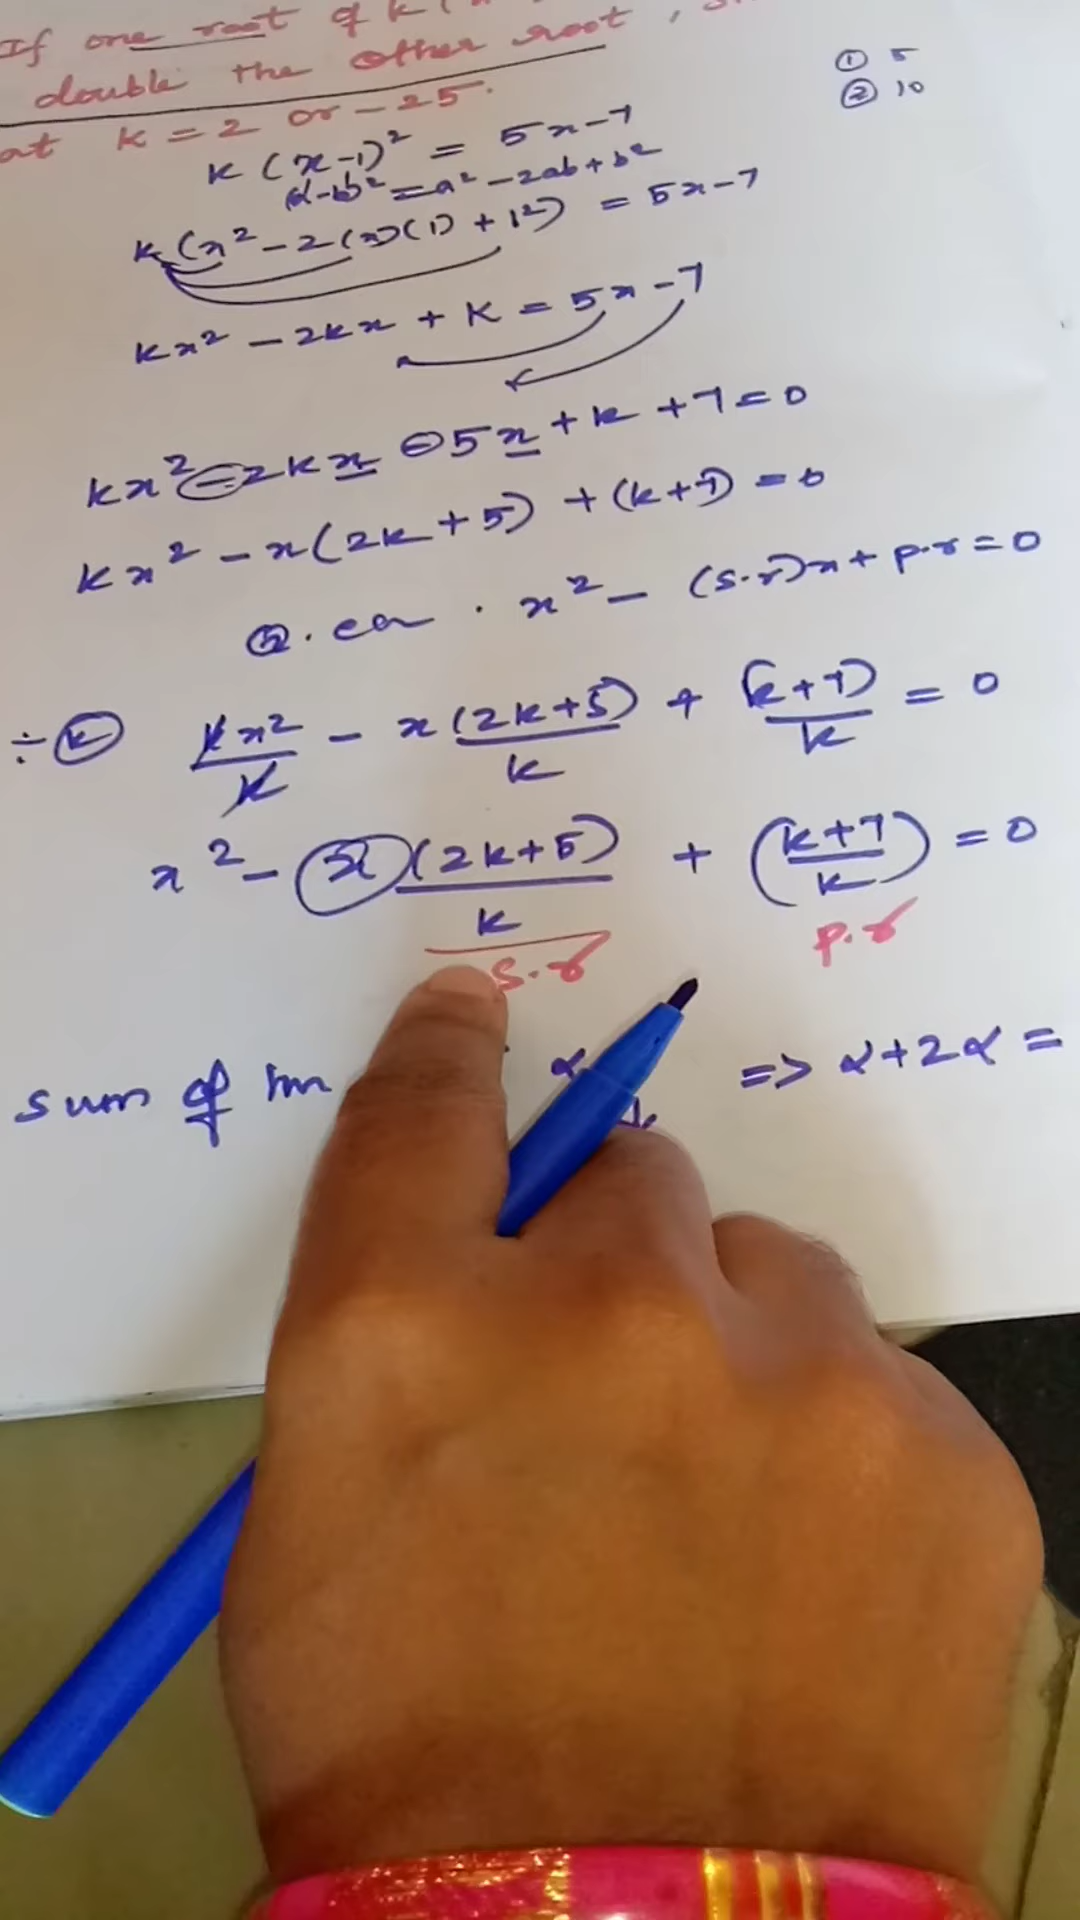 If one root of k(
double the other root,
at k = 2 or -25.
① 5
② 10
k (x-1)² = 5x-7
(a-b)² = a² - 2ab + b²
k (x² - 2(x)(1) + 1²) = 5x-7
kx² - 2kx + k = 5x-7
kx² - 2kx - 5x + k + 7 = 0
kx² - x(2k+5) + (k+7) = 0
x² - (s.r)x + p.r = 0
÷ k kx²/k - x(2k+5)/k + (k+7)/k = 0
x² - x(2k+5)/k + (k+7/k) = 0
s.r p.r
sum of α => α+2α =